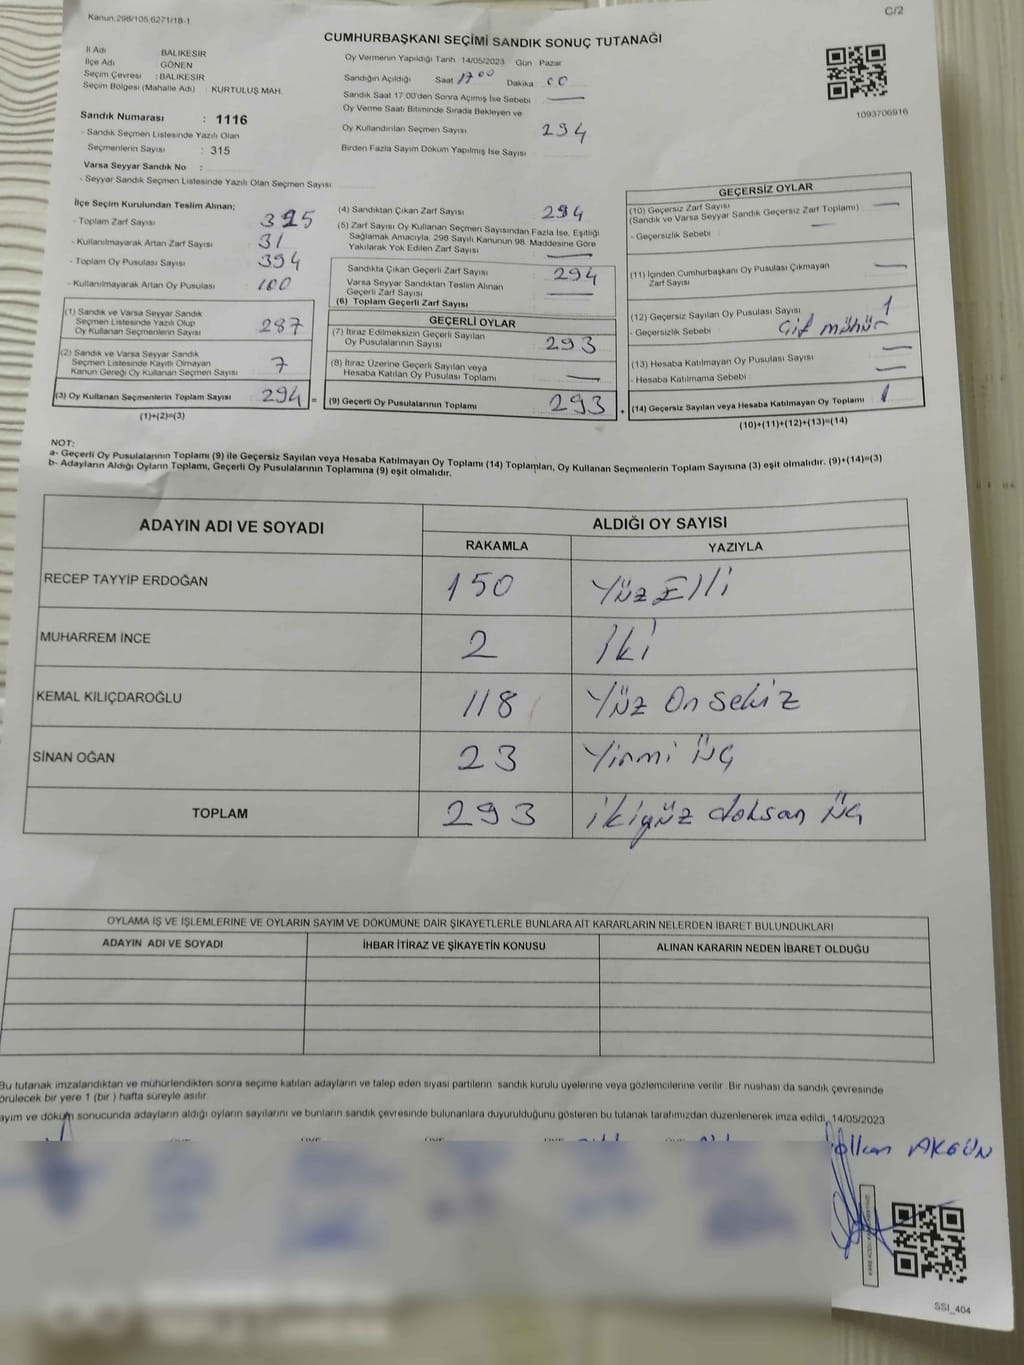 Kanun 298/105,6271/18-1
C/2
CUMHURBAŞKANI SEÇİMİ SANDIK SONUÇ TUTANAĞI
İl Adı BALIKESİR
İlçe Adı GÖNEN
Seçim Çevresi : BALIKESİR
Seçim Bölgesi (Mahalle Adı) : KURTULUŞ MAH.
Sandık Numarası : 1116
- Sandık Seçmen Listesinde Yazılı Olan
Seçmenlerin Sayısı : 315
Varsa Seyyar Sandık No :
- Seyyar Sandık Seçmen Listesinde Yazılı Olan Seçmen Sayısı
Oy Vermenin Yapıldığı Tarih :14/05/2023 Gün Pazar
Sandığın Açıldığı Saat 17 00 Dakika 00
Sandık Saat 17:00'den Sonra Açımış İse Sebebi
Oy Verme Saati Bitiminde Sırada Bekleyen ve
Oy Kullandırılan Seçmen Sayısı 294
Birden Fazla Sayım Döküm Yapılmış İse Sayısı
1093706916
İlçe Seçim Kurulundan Teslim Alınan;
- Toplam Zarf Sayısı
- Kullanılmayarak Artan Zarf Sayısı 31
- Toplam Oy Pusulası Sayısı 394
- Kullanılmayarak Artan Oy Pusulası 100
(1) Sandık ve Varsa Seyyar Sandık
Seçmen Listesinde Yazılı Olup
Oy Kullanan Seçmenlerin Sayısı 287
(2) Sandık ve Varsa Seyyar Sandık
Seçmen Listesinde Kayıtlı Olmayan
Kanun Gereği Oy Kullanan Seçmen Sayısı 7
(3) Oy Kullanan Seçmenlerin Toplam Sayısı 294 =
(1)+(2)=(3)
(4) Sandıktan Çıkan Zarf Sayısı 294
(5) Zarf Sayısı Oy Kullanan Seçmen Sayısından Fazla İse, Eşitliği
Sağlamak Amacıyla, 298 Sayılı Kanunun 98. Maddesine Göre
Yakılarak Yok Edilen Zarf Sayısı
Sandıkta Çıkan Geçerli Zarf Sayısı 294
Varsa Seyyar Sandıktan Teslim Alınan
Geçerli Zarf Sayısı
(6) Toplam Geçerli Zarf Sayısı
GEÇERLİ OYLAR
(7) İtiraz Edilmeksizin Geçerli Sayılan
Oy Pusulalarının Sayısı 293
(8) İtiraz Üzerine Geçerli Sayılan veya
Hesaba Katılan Oy Pusulası Toplamı
(9) Geçerli Oy Pusulalarının Toplamı 293 +
GEÇERSİZ OYLAR
(10) Geçersiz Zarf Sayısı
(Sandık ve Varsa Seyyar Sandık Geçersiz Zarf Toplamı)
- Geçersizlik Sebebi
(11) İçinden Cumhurbaşkanı Oy Pusulası Çıkmayan
Zarf Sayısı
(12) Geçersiz Sayılan Oy Pusulası Sayısı 1
- Geçersizlik Sebebi Çift mühür
(13) Hesaba Katılmayan Oy Pusulası Sayısı
- Hesaba Katılmama Sebebi
(14) Geçersiz Sayılan veya Hesaba Katılmayan Oy Toplamı 1
(10)+(11)+(12)+(13)=(14)
NOT:
a- Geçerli Oy Pusulalarının Toplamı (9) ile Geçersiz Sayılan veya Hesaba Katılmayan Oy Toplamı (14) Toplamları, Oy Kullanan Seçmenlerin Toplam Sayısına (3) eşit olmalıdır. (9)+(14)=(3)
b- Adayların Aldığı Oyların Toplamı, Geçerli Oy Pusulalarının Toplamına (9) eşit olmalıdır.
ADAYIN ADI VE SOYADI ALDIĞI OY SAYISI
RAKAMLA YAZIYLA
RECEP TAYYİP ERDOĞAN 150 Yüz Elli
MUHARREM İNCE 2 İki
KEMAL KILIÇDAROĞLU 118 Yüz On Sekiz
SİNAN OĞAN 23 Yirmi üç
TOPLAM 293 ikiyüz doksan üç
OYLAMA İŞ VE İŞLEMLERİNE VE OYLARIN SAYIM VE DÖKÜMÜNE DAİR ŞİKAYETLERLE BUNLARA AİT KARARLARIN NELERDEN İBARET BULUNDUKLARI
ADAYIN ADI VE SOYADI İHBAR İTİRAZ VE ŞİKAYETİN KONUSU ALINAN KARARIN NEDEN İBARET OLDUĞU
Bu tutanak imzalandıktan ve mühürlendikten sonra seçime katılan adayların ve talep eden siyasi partilerin sandık kurulu üyelerine veya gözlemcilerine verilir. Bir nüshası da sandık çevresinde
örülecek bir yere 1 (bir ) hafta süreyle asılır.
ayım ve döküm sonucunda adayların aldığı oyların sayılarını ve bunların sandık çevresinde bulunanlara duyurulduğunu gösteren bu tutanak tarafımızdan düzenlenerek imza edildi. 14/05/2023
AKGÜN
SSI_404